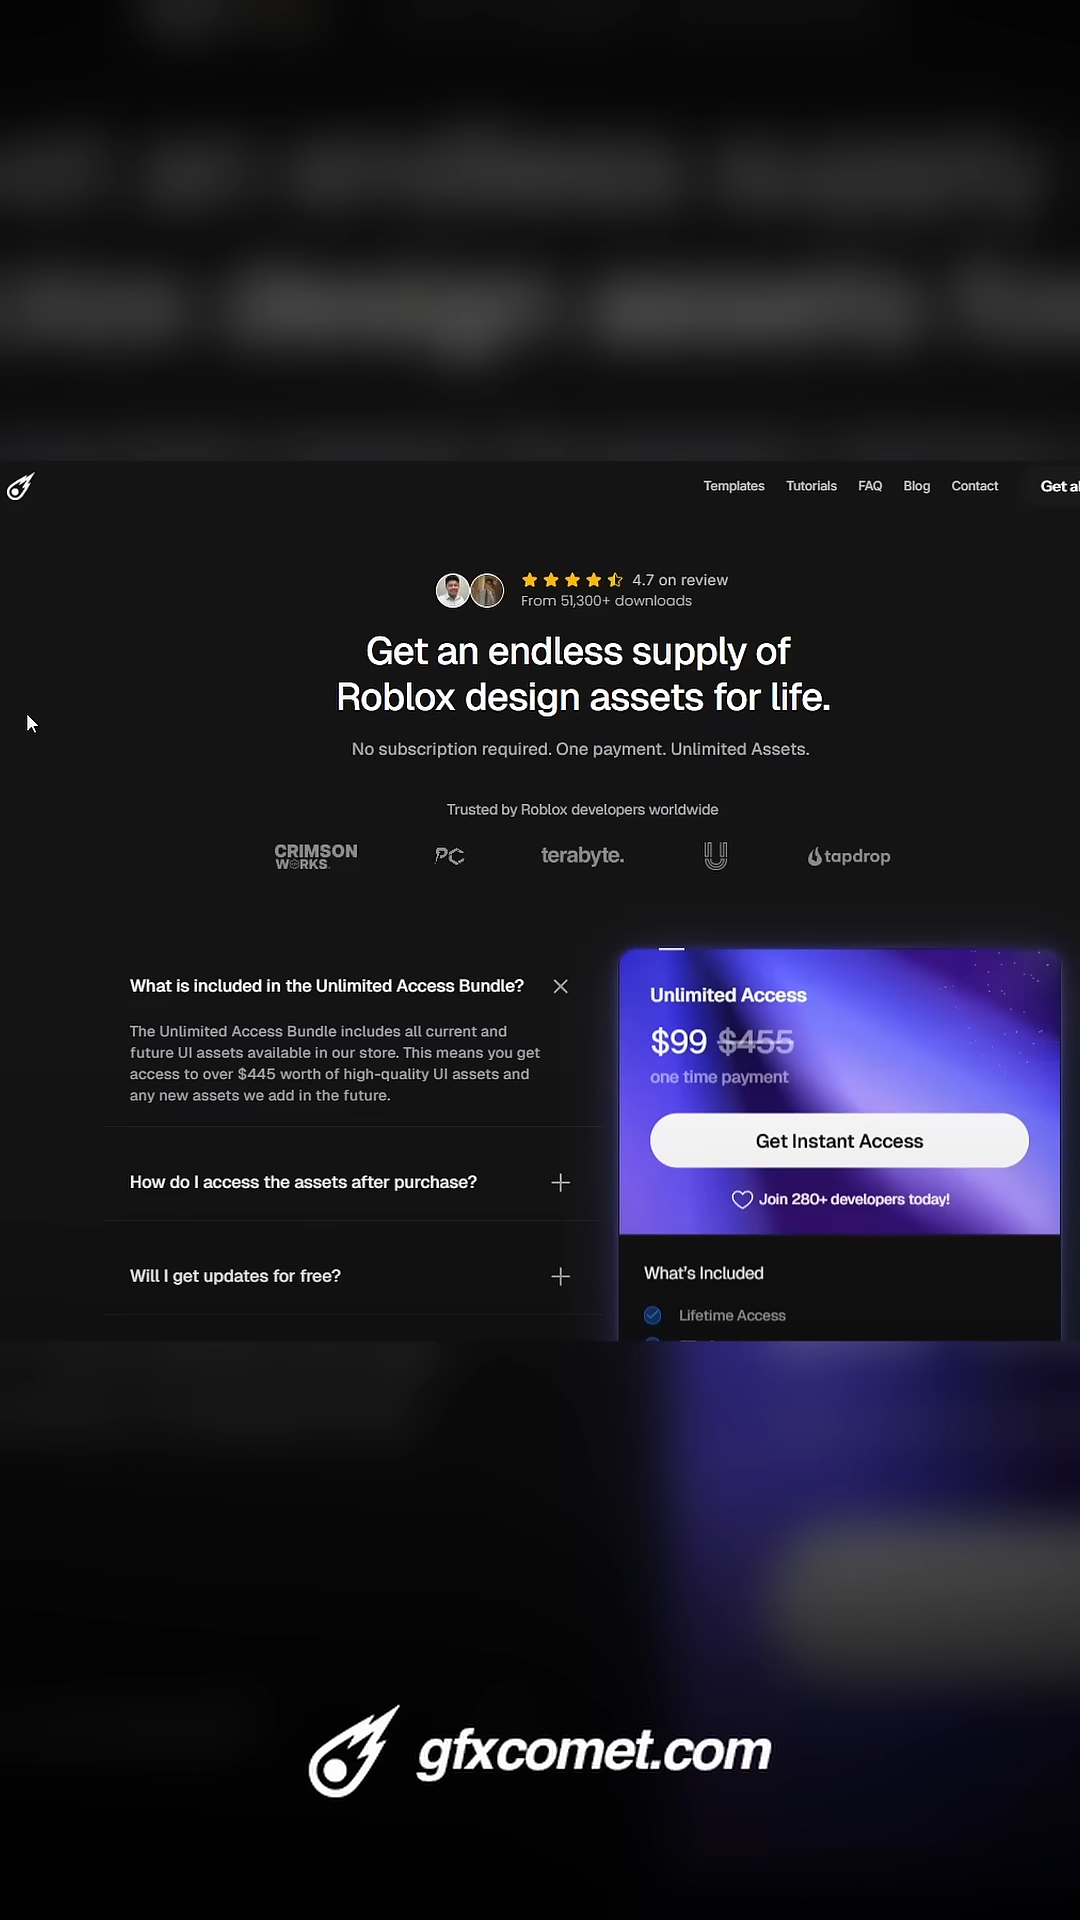 Templates Tutorials FAQ Blog Contact Get al
4.7 on review
From 51,300+ downloads
Get an endless supply of
Roblox design assets for life.
No subscription required. One payment. Unlimited Assets.
Trusted by Roblox developers worldwide
CRIMSON
WORKS.
PC
terabyte.
U
tapdrop
What is included in the Unlimited Access Bundle?
The Unlimited Access Bundle includes all current and
future UI assets available in our store. This means you get
access to over $445 worth of high-quality UI assets and
any new assets we add in the future.
How do I access the assets after purchase?
Will I get updates for free?
Unlimited Access
$99 $455
one time payment
Get Instant Access
Join 280+ developers today!
What's Included
Lifetime Access
gfxcomet.com